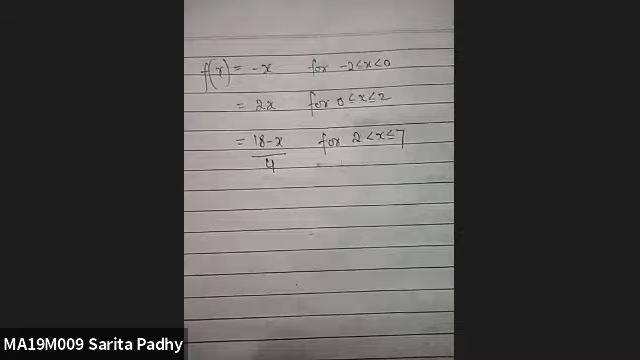 f(x) = -x for -2≤x<0
= 2x for 0≤x≤2
= 18-x for 2<x≤7
4
MA19M009 Sarita Padhy